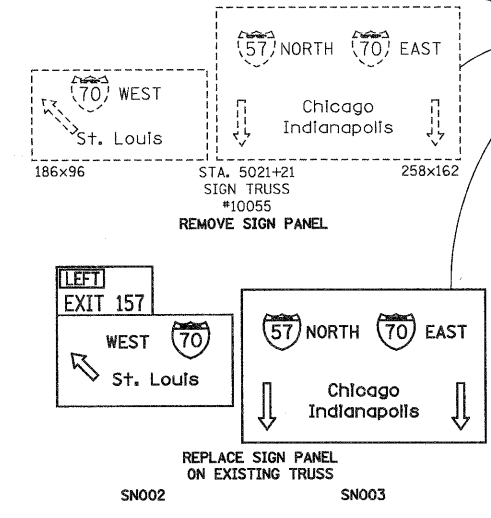 57 NORTH 70 EAST
70 WEST
Chicago
Indianapolis
St. Louis
186x96
STA. 5021+21
258x162
SIGN TRUSS
#10055
REMOVE SIGN PANEL
LEFT
EXIT 157
WEST 70
St. Louis
57 NORTH 70 EAST
Chicago
Indianapolis
REPLACE SIGN PANEL
ON EXISTING TRUSS
SN002
SN003